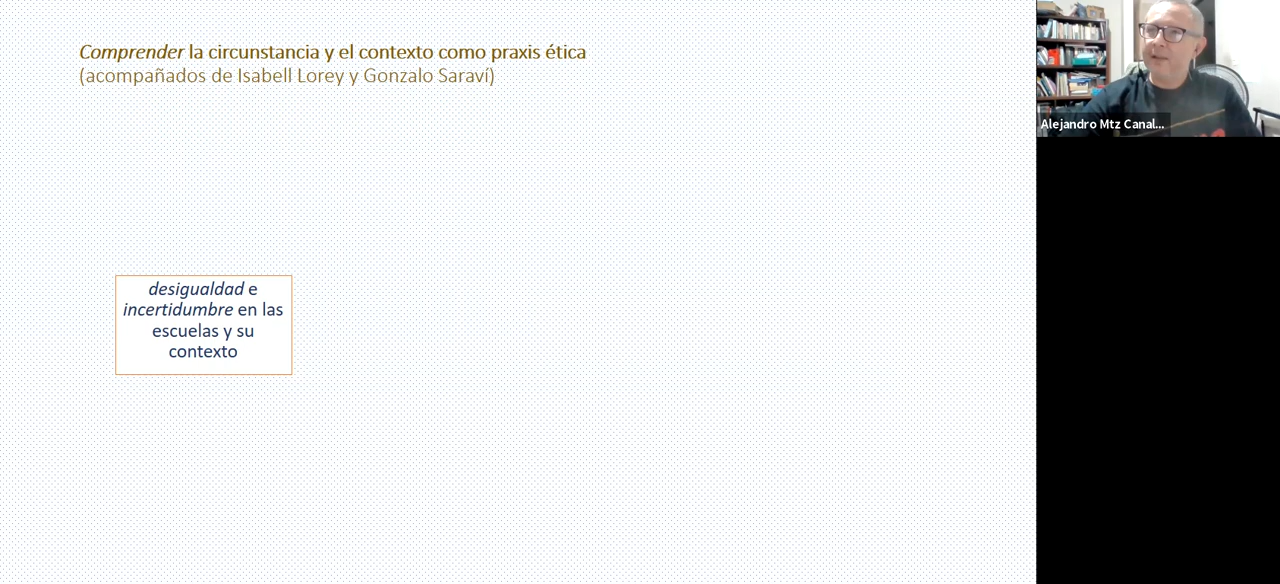 Comprender la circunstancia y el contexto como praxis ética
(acompañados de Isabell Lorey y Gonzalo Saraví)
desigualdad e
incertidumbre en las
escuelas y su
contexto
Alejandro Mtz Canal...